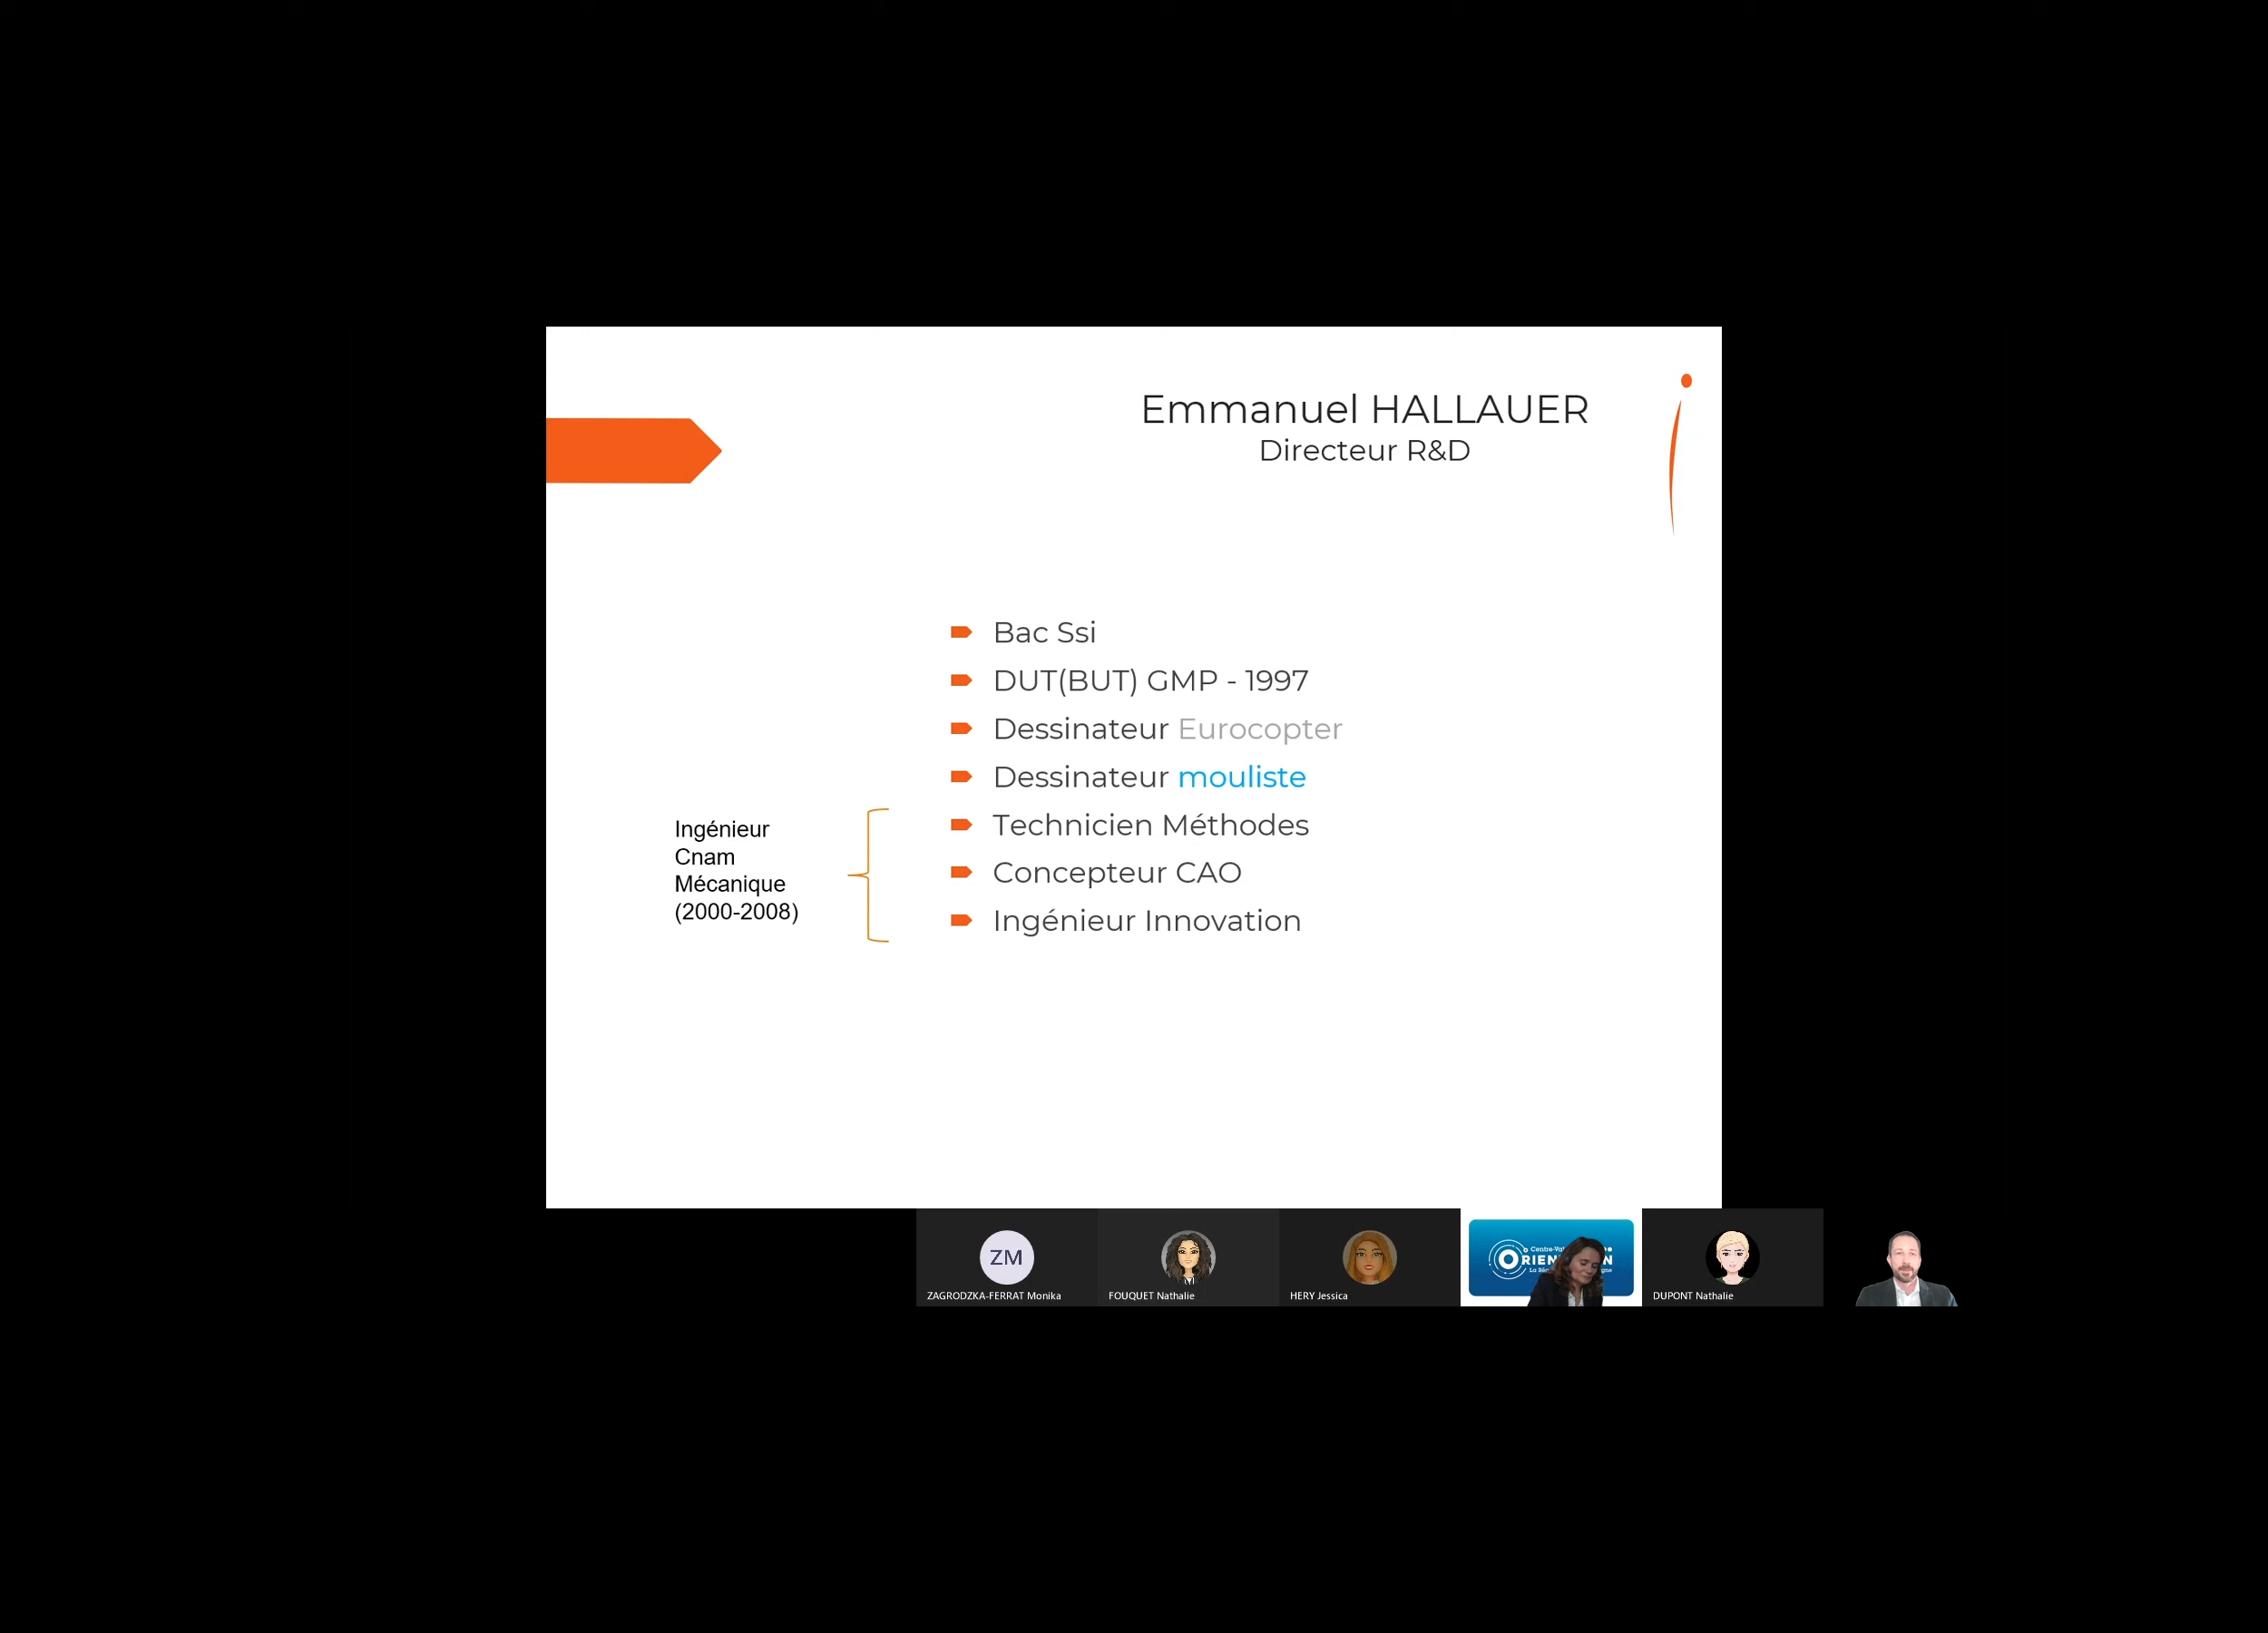 Emmanuel HALLAUER
Directeur R&D
Bac Ssi
DUT(BUT) GMP - 1997
Dessinateur Eurocopter
Dessinateur mouliste
Technicien Méthodes
Concepteur CAO
Ingénieur Innovation
Ingénieur
Cnam
Mécanique
(2000-2008)
ZM
ZAGRODZKA-FERRAT Monika
FOUQUET Nathalie
HERY Jessica
DUPONT Nathalie